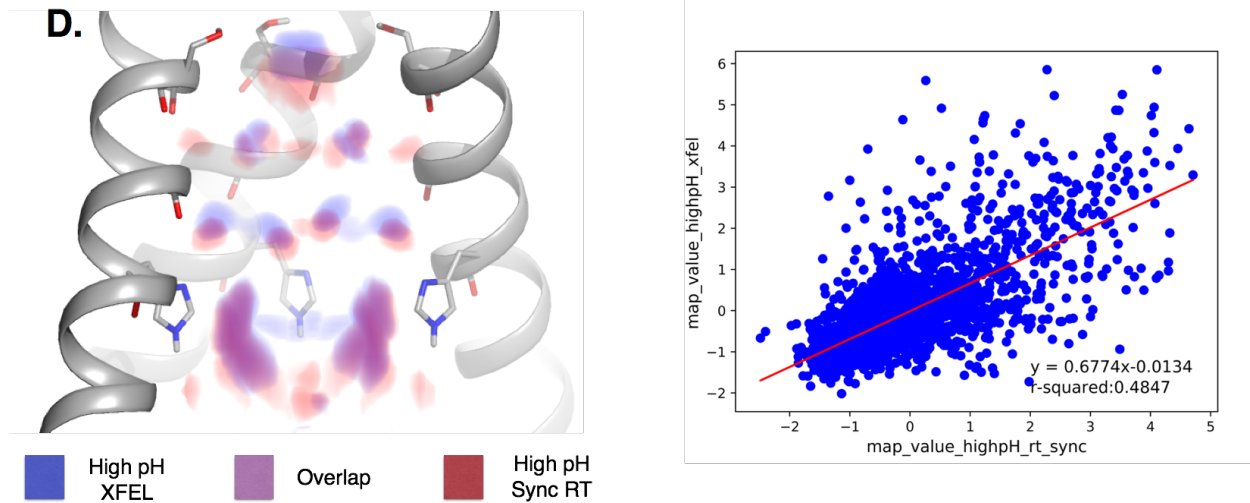 D.
High pH
XFEL
Overlap
High pH
Sync RT
6
5
4
3
2
1
0
−1
−2
map_value_highpH_xfel
y = 0.6774x-0.0134
r-squared:0.4847
−2 −1 0 1 2 3 4 5
map_value_highpH_rt_sync